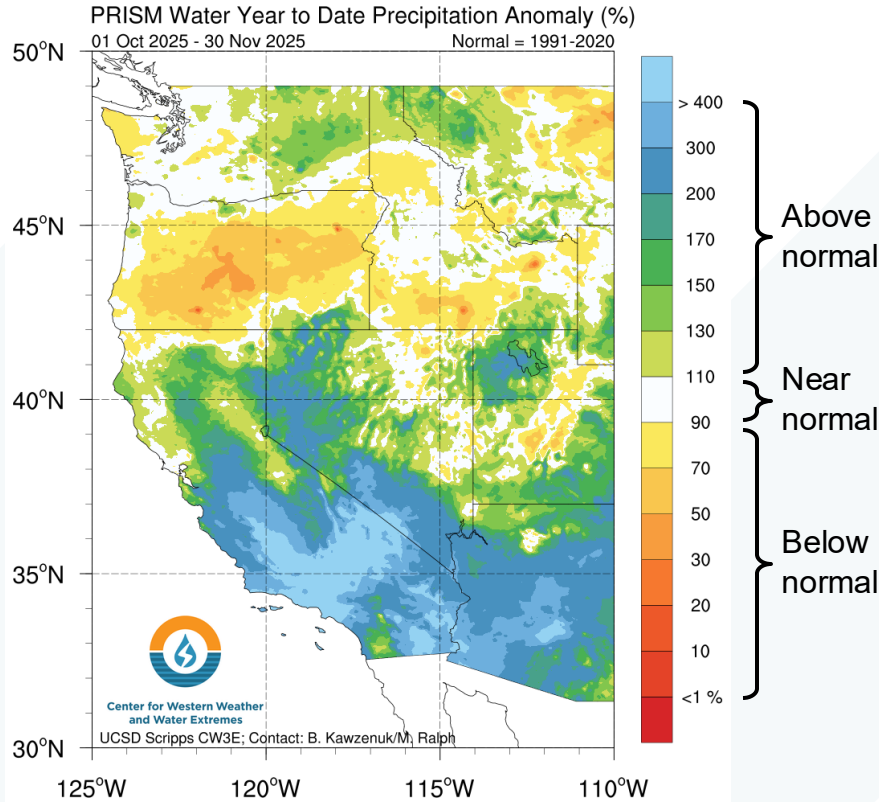 PRISM Water Year to Date Precipitation Anomaly (%)
01 Oct 2025 - 30 Nov 2025
Normal = 1991-2020
50°N
45°N
40°N
35°N
30°N
125°W
120°W
115°W
110°W
> 400
300
200
170
150
130
110
90
70
50
30
20
10
<1 %
Above
normal
Near
normal
Below
normal
Center for Western Weather
and Water Extremes
UCSD Scripps CW3E; Contact: B. Kawzenuk/M. Ralph